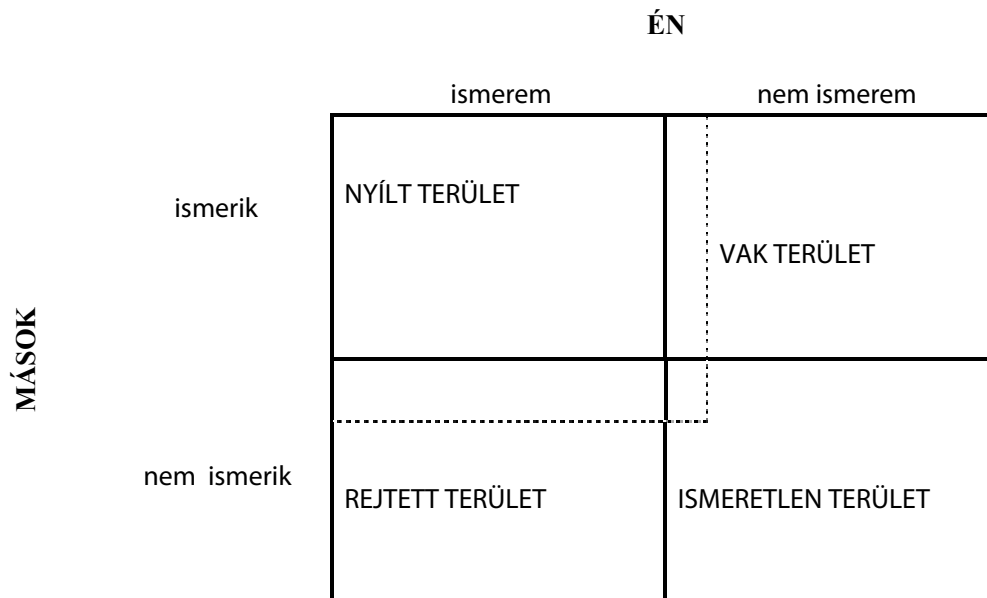 ÉN
ismerem
nem ismerem
ismerik
NYÍLT TERÜLET
VAK TERÜLET
MÁSOK
nem ismerik
REJTETT TERÜLET
ISMERETLEN TERÜLET